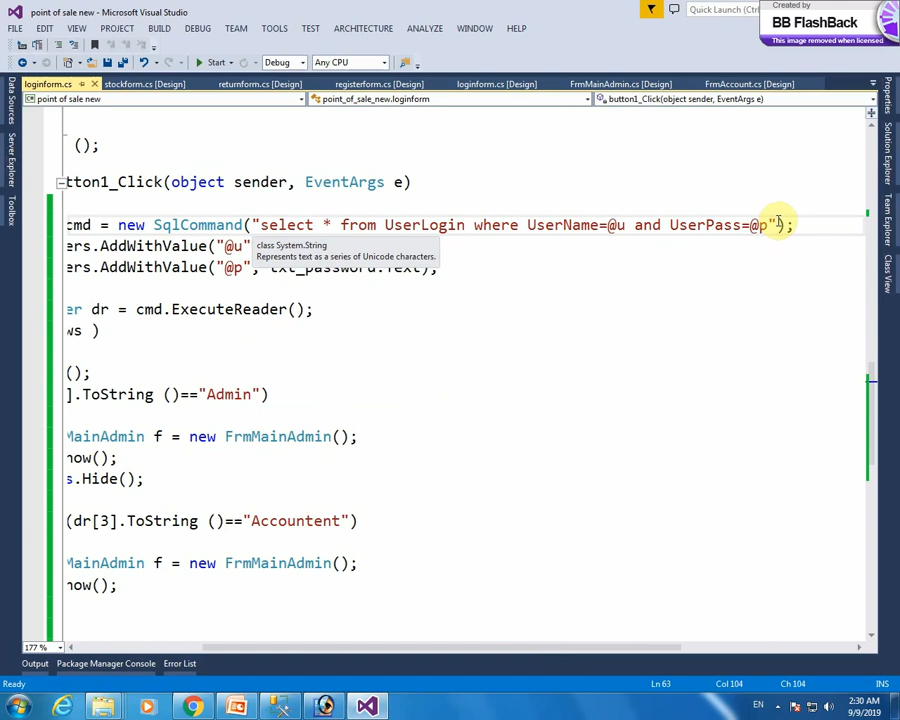 point of sale new - Microsoft Visual Studio
Quick Launch (
Created by
BB FlashBack
This image removed when licensed
FILE EDIT VIEW PROJECT BUILD DEBUG TEAM TOOLS TEST ARCHITECTURE ANALYZE WINDOW HELP
Start Debug Any CPU
Data Sources
Server Explorer
Toolbox
loginform.cs stockform.cs [Design] returnform.cs [Design] registerform.cs [Design] loginform.cs [Design] FrmMainAdmin.cs [Design] FrmAccount.cs [Design]
point of sale new point_of_sale_new.loginform button1_Click(object sender, EventArgs e)
();
tton1_Click(object sender, EventArgs e)
cmd = new SqlCommand("select * from UserLogin where UserName=@u and UserPass=@p");
ers.AddWithValue("@u"
class System.String
Represents text as a series of Unicode characters.
ers.AddWithValue("@p", txt_password.Text);
er dr = cmd.ExecuteReader();
ws )
();
].ToString ()=="Admin")
MainAdmin f = new FrmMainAdmin();
how();
s.Hide();
(dr[3].ToString ()=="Accountent")
MainAdmin f = new FrmMainAdmin();
how();
Properties
Solution Explorer
Team Explorer
Class View
177 %
Output Package Manager Console Error List
Ready Ln 63 Col 104 Ch 104 INS
EN 2:30 AM
9/9/2019